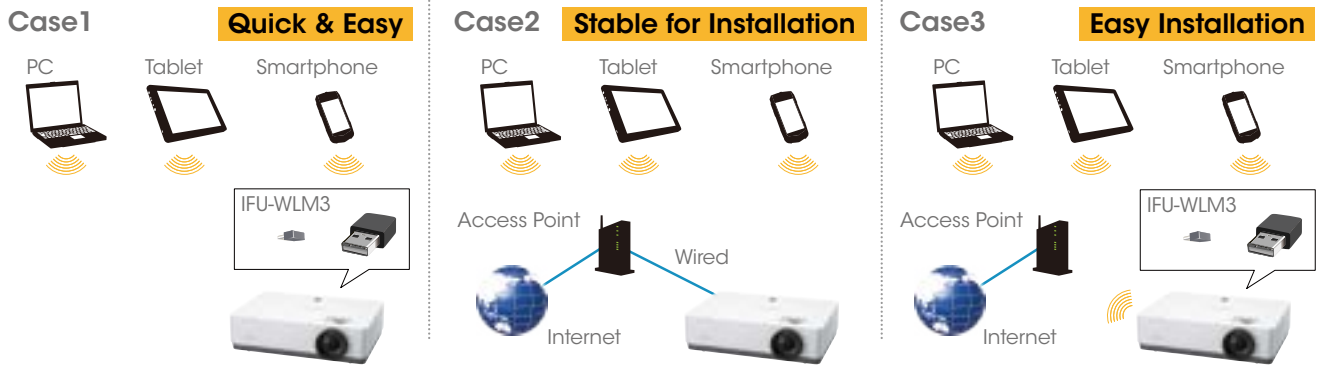 Case1
Quick & Easy
PC
Tablet
Smartphone
IFU-WLM3
Case2
Stable for Installation
PC
Tablet
Smartphone
Access Point
Wired
Internet
Case3
Easy Installation
PC
Tablet
Smartphone
Access Point
IFU-WLM3
Internet